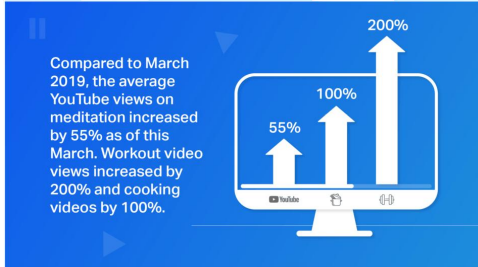 Compared to March
2019, the average
YouTube views on
meditation increased
by 55% as of this
March. Workout video
views increased by
200% and cooking
videos by 100%.
200%
100%
55%
YouTube